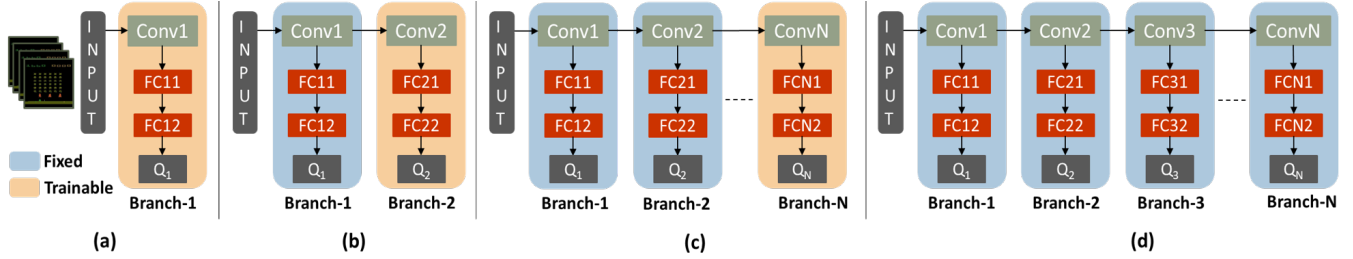 INPUT
Conv1
FC11
FC12
Q1
Branch-1
Fixed
Trainable
(a)
INPUT
Conv1 Conv2
FC11 FC21
FC12 FC22
Q1 Q2
Branch-1 Branch-2
(b)
INPUT
Conv1 Conv2 ConvN
FC11 FC21 FCN1
FC12 FC22 FCN2
Q1 Q2 QN
Branch-1 Branch-2 Branch-N
(c)
INPUT
Conv1 Conv2 Conv3 ConvN
FC11 FC21 FC31 FCN1
FC12 FC22 FC32 FCN2
Q1 Q2 Q3 QN
Branch-1 Branch-2 Branch-3 Branch-N
(d)